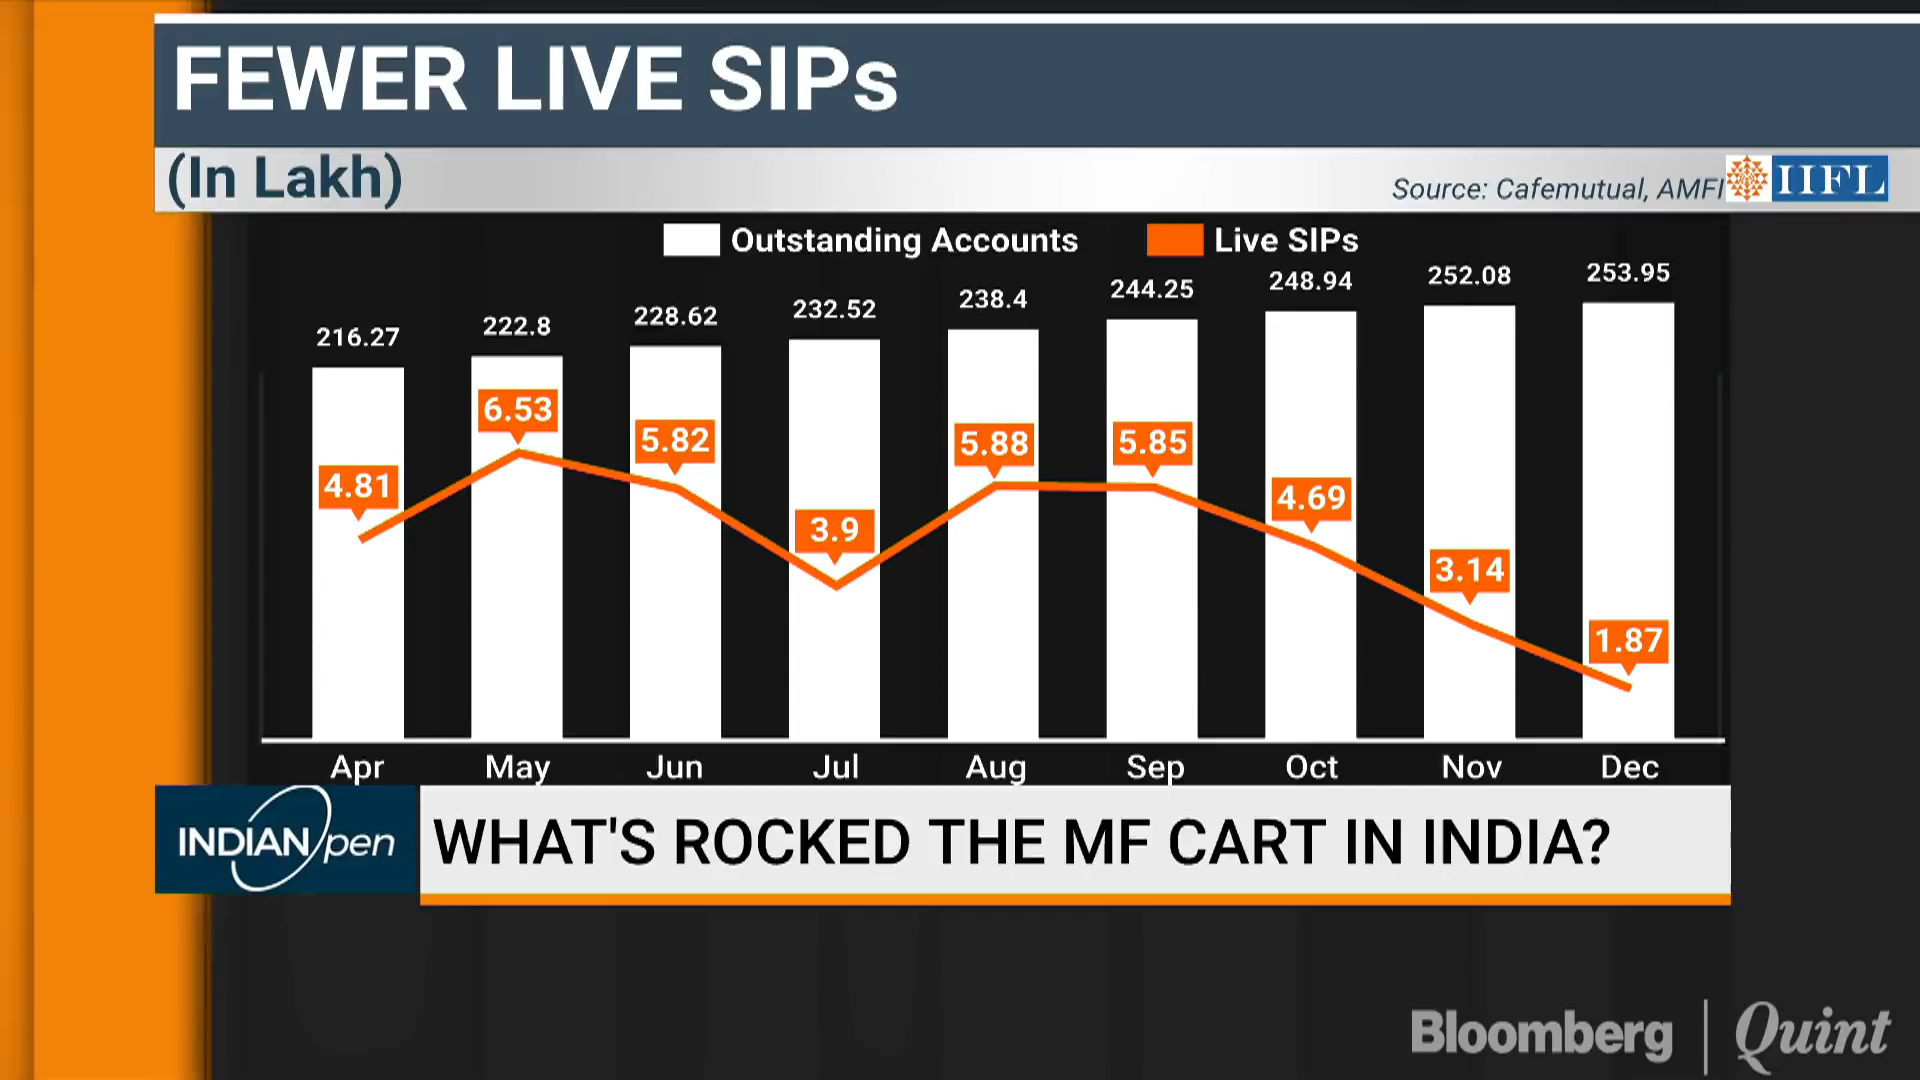 FEWER LIVE SIPs
(In Lakh)
Source: Cafemutual, AMFI
IIFL
Outstanding Accounts
Live SIPs
216.27
222.8
228.62
232.52
238.4
244.25
248.94
252.08
253.95
4.81
6.53
5.82
3.9
5.88
5.85
4.69
3.14
1.87
Apr
May
Jun
Jul
Aug
Sep
Oct
Nov
Dec
INDIAN Open
WHAT'S ROCKED THE MF CART IN INDIA?
Bloomberg | Quint